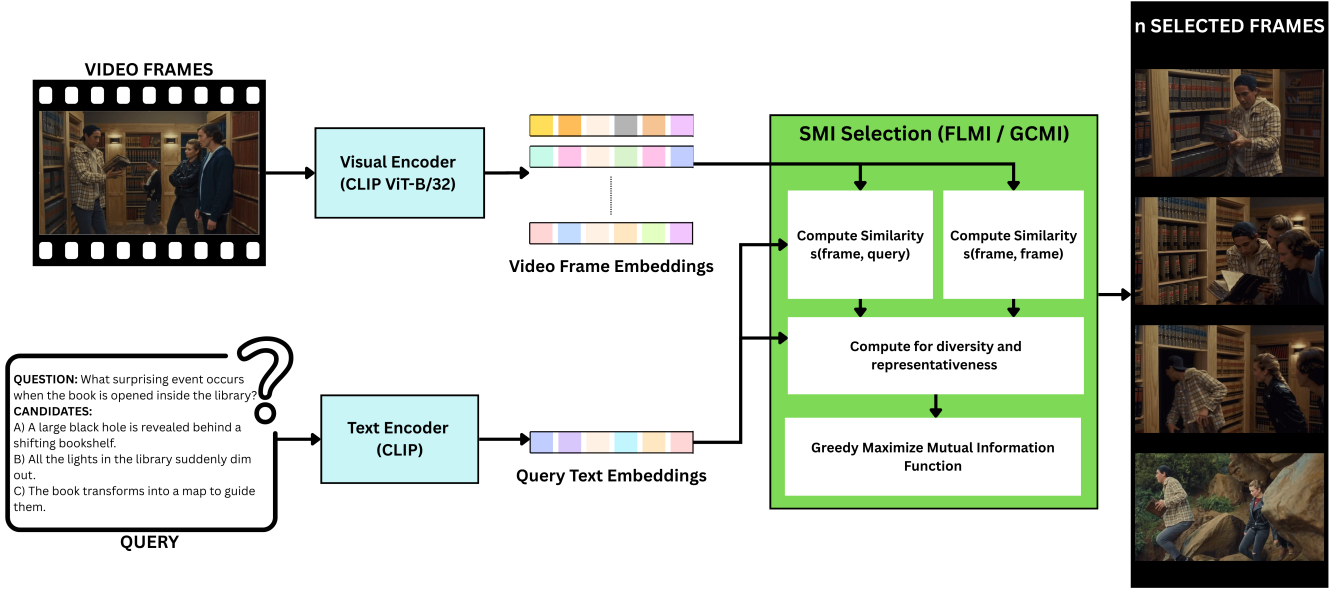 VIDEO FRAMES
Visual Encoder
(CLIP ViT-B/32)
Video Frame Embeddings
QUESTION: What surprising event occurs
when the book is opened inside the library?
CANDIDATES:
A) A large black hole is revealed behind a
shifting bookshelf.
B) All the lights in the library suddenly dim
out.
C) The book transforms into a map to guide
them.
QUERY
Text Encoder
(CLIP)
Query Text Embeddings
SMI Selection (FLMI / GCMI)
Compute Similarity
s(frame, query)
Compute Similarity
s(frame, frame)
Compute for diversity and
representativeness
Greedy Maximize Mutual Information
Function
n SELECTED FRAMES